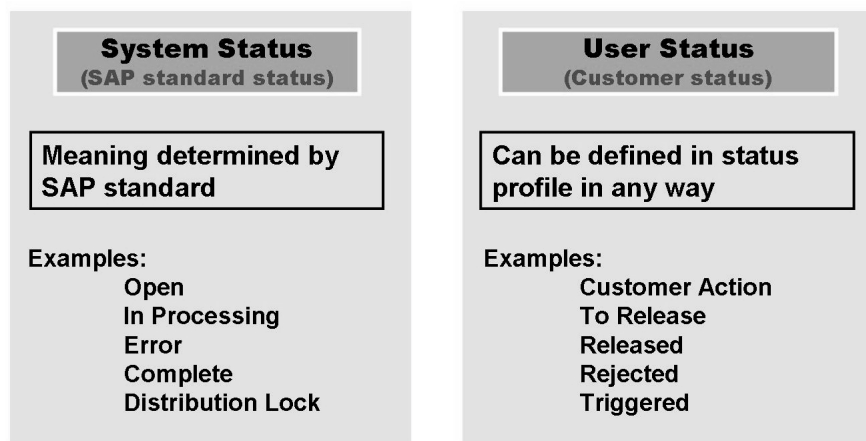 System Status
(SAP standard status)
Meaning determined by
SAP standard
Examples:
Open
In Processing
Error
Complete
Distribution Lock
User Status
(Customer status)
Can be defined in status
profile in any way
Examples:
Customer Action
To Release
Released
Rejected
Triggered